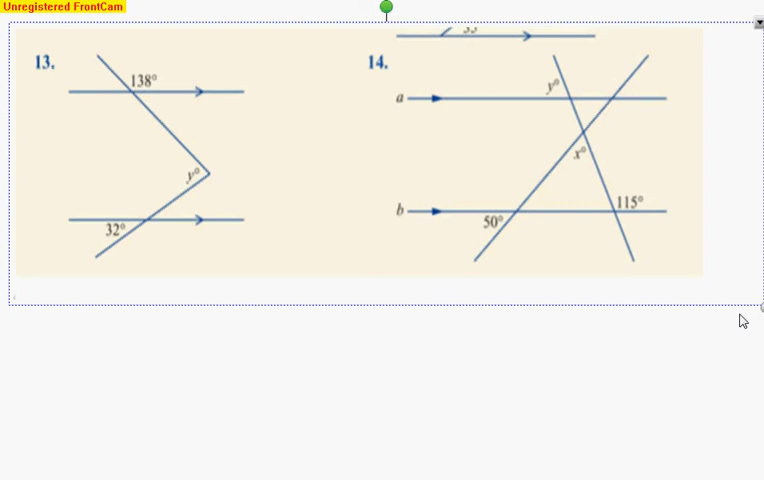 Unregistered FrontCam
13.
138°
y°
32°
14.
y°
a
x°
b
115°
50°